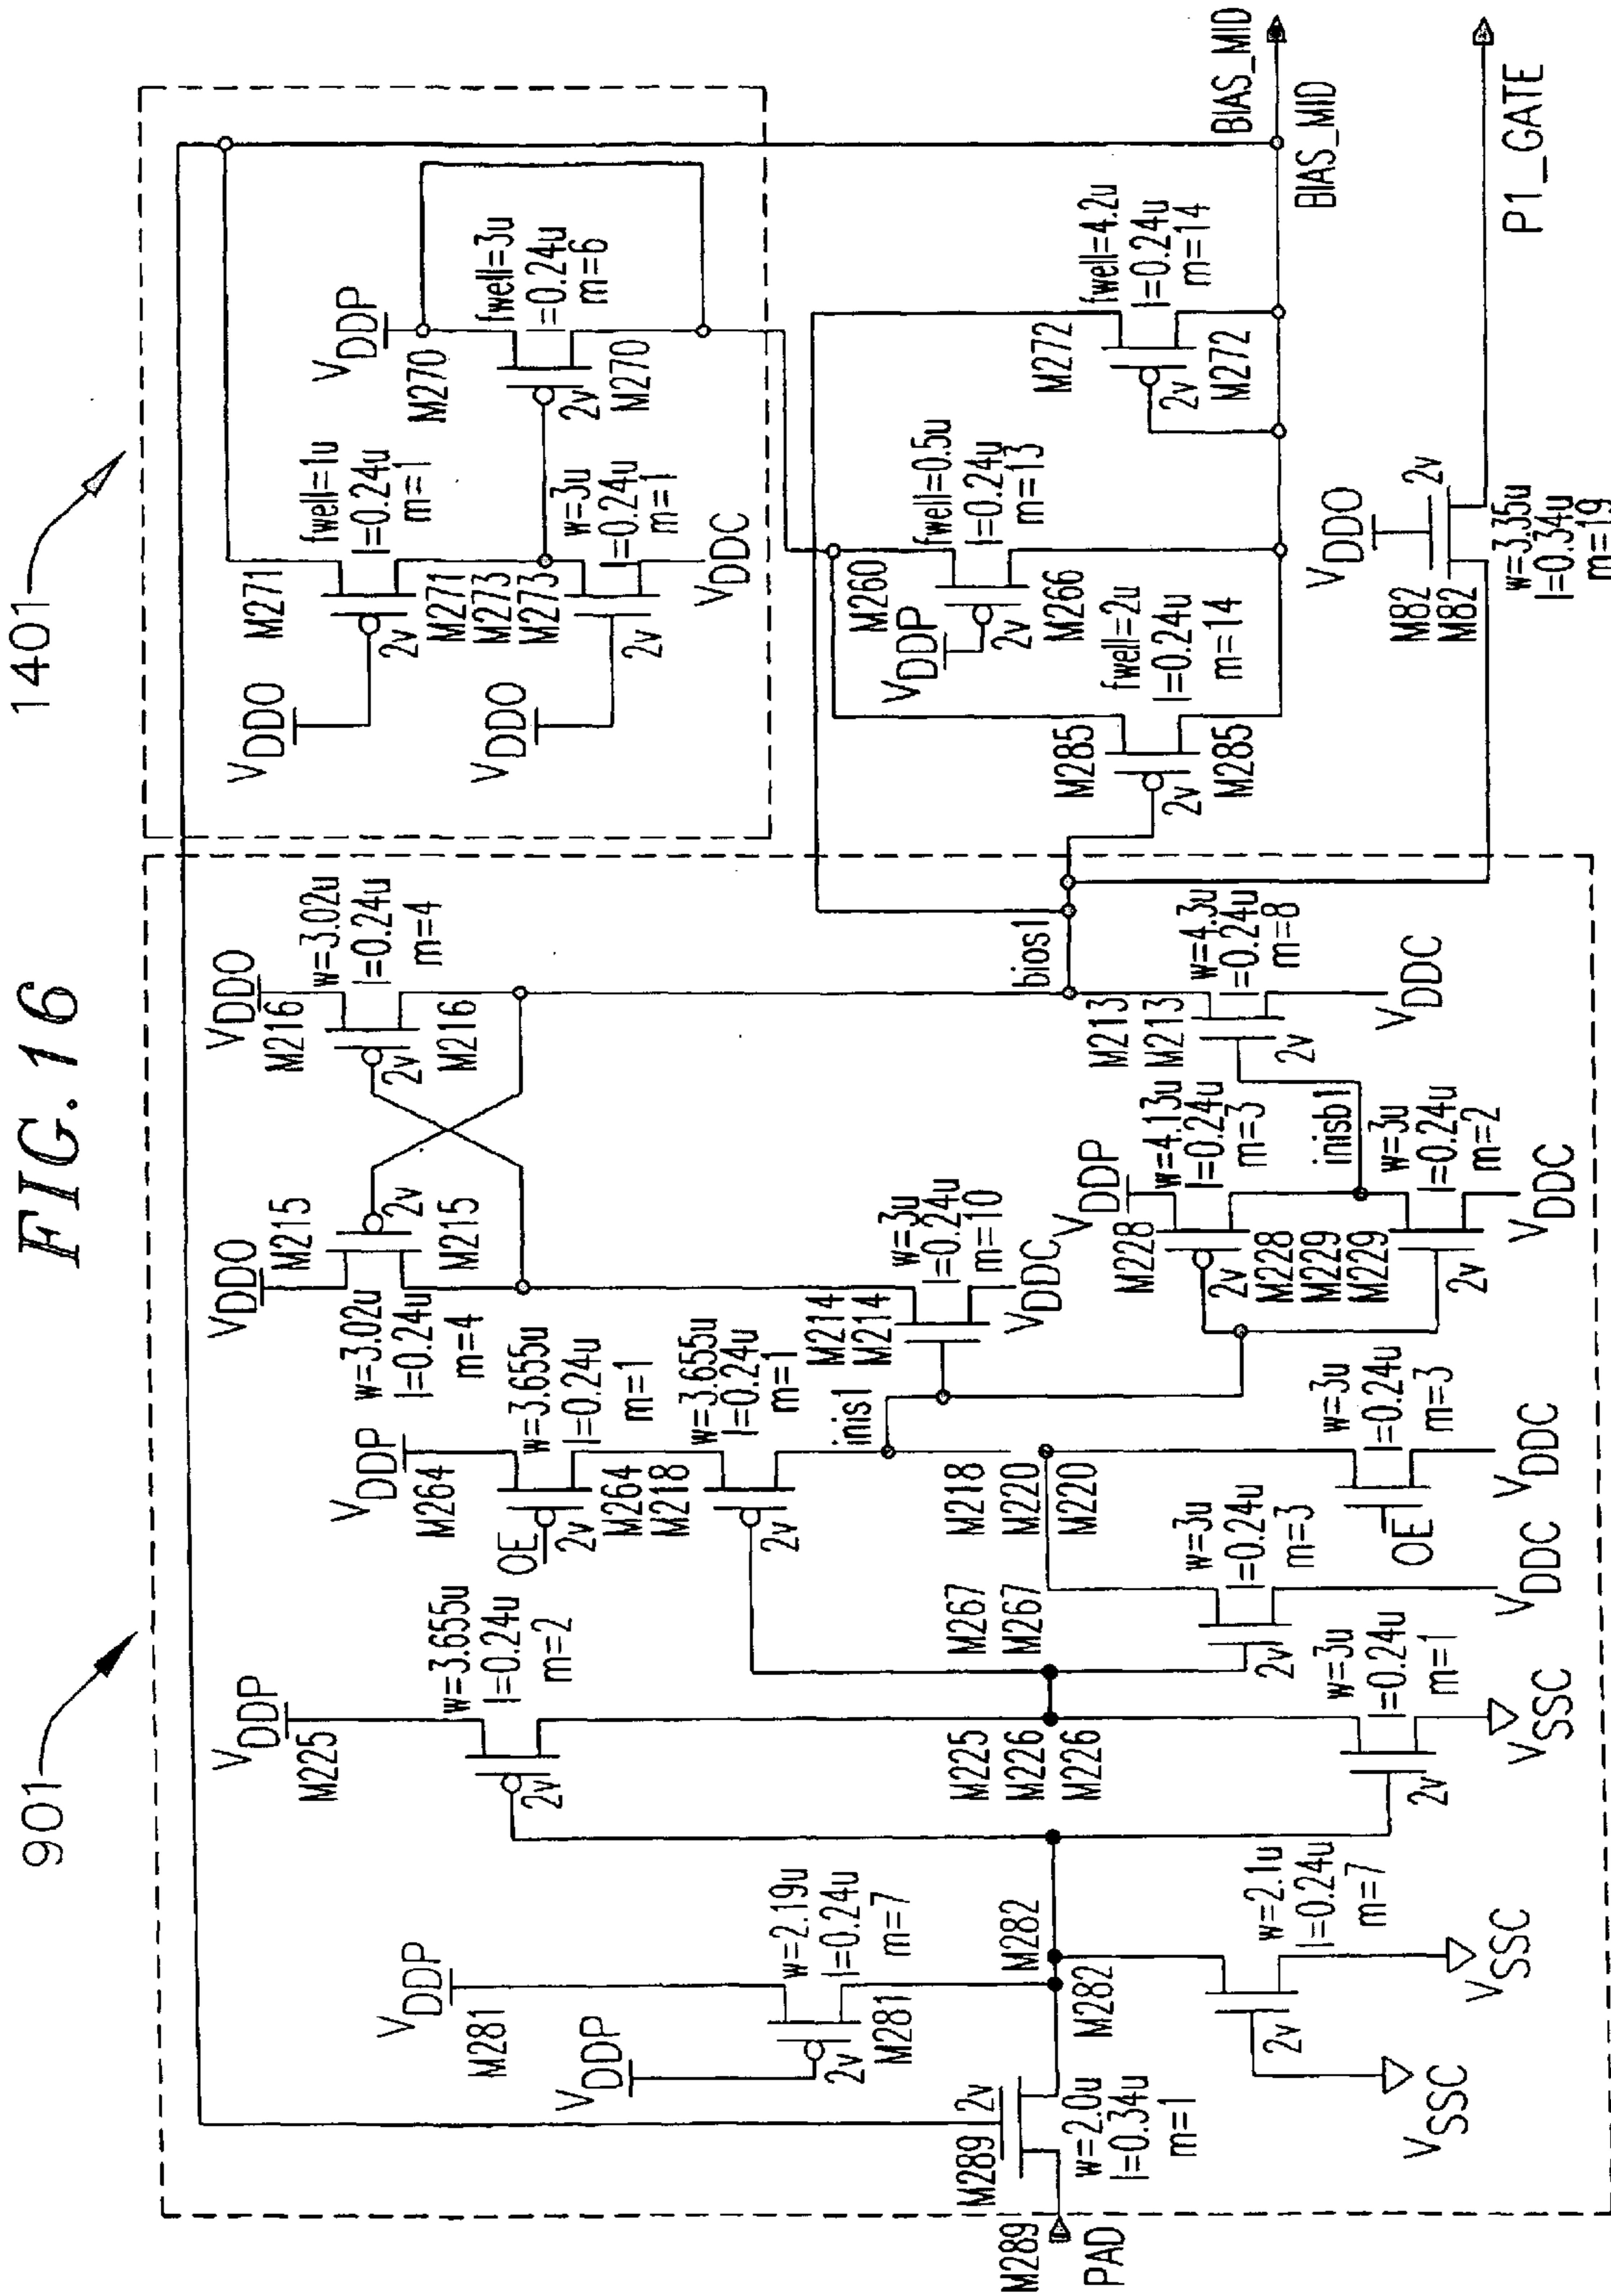 FIG. 16
901
1401
PAD
M289
M289
2v
w=2.0u
l=0.34u
m=1
VDDP
M281
VDDP
2v
M281
w=2.19u
l=0.24u
m=7
M282
M282
2v
w=2.1u
l=0.24u
m=7
VSSC
VSSC
VDDP
M225
w=3.655u
l=0.24u
m=2
2v
M225
M226
M226
w=3u
l=0.24u
m=1
2v
VSSC
VDDP
M264
w=3.655u
l=0.24u
m=1
OE
2v
M264
M218
w=3.655u
l=0.24u
m=1
2v
inis1
M218
M220
M220
M267
M267
w=3u
l=0.24u
m=3
2v
VDDC
w=3u
l=0.24u
m=3
OE
VDDC
VDDO
M215
2v
M215
w=3.02u
l=0.24u
m=4
M214
M214
w=3u
l=0.24u
m=10
VDDC
VDDO
M216
w=3.02u
l=0.24u
m=4
2v
M216
VDDP
M228
w=4.13u
l=0.24u
m=3
2v
M228
M229
M229
inisb1
w=3u
l=0.24u
m=2
2v
VDDC
bios1
M213
M213
w=4.3u
l=0.24u
m=8
2v
VDDC
VDDO
M271
fwell=1u
l=0.24u
m=1
2v
M271
M273
M273
w=3u
l=0.24u
m=1
VDDO
2v
VDDC
VDDP
M270
fwell=3u
l=0.24u
m=6
2v
M270
M285
fwell=2u
l=0.24u
m=14
2v
M285
M260
fwell=0.5u
l=0.24u
m=13
VDDP
2v
M266
M272
fwell=4.2u
l=0.24u
m=14
2v
M272
BIAS_MID
BIAS_MID
VDDO
M82
M82
2v
w=3.35u
l=0.34u
m=19
P1_GATE